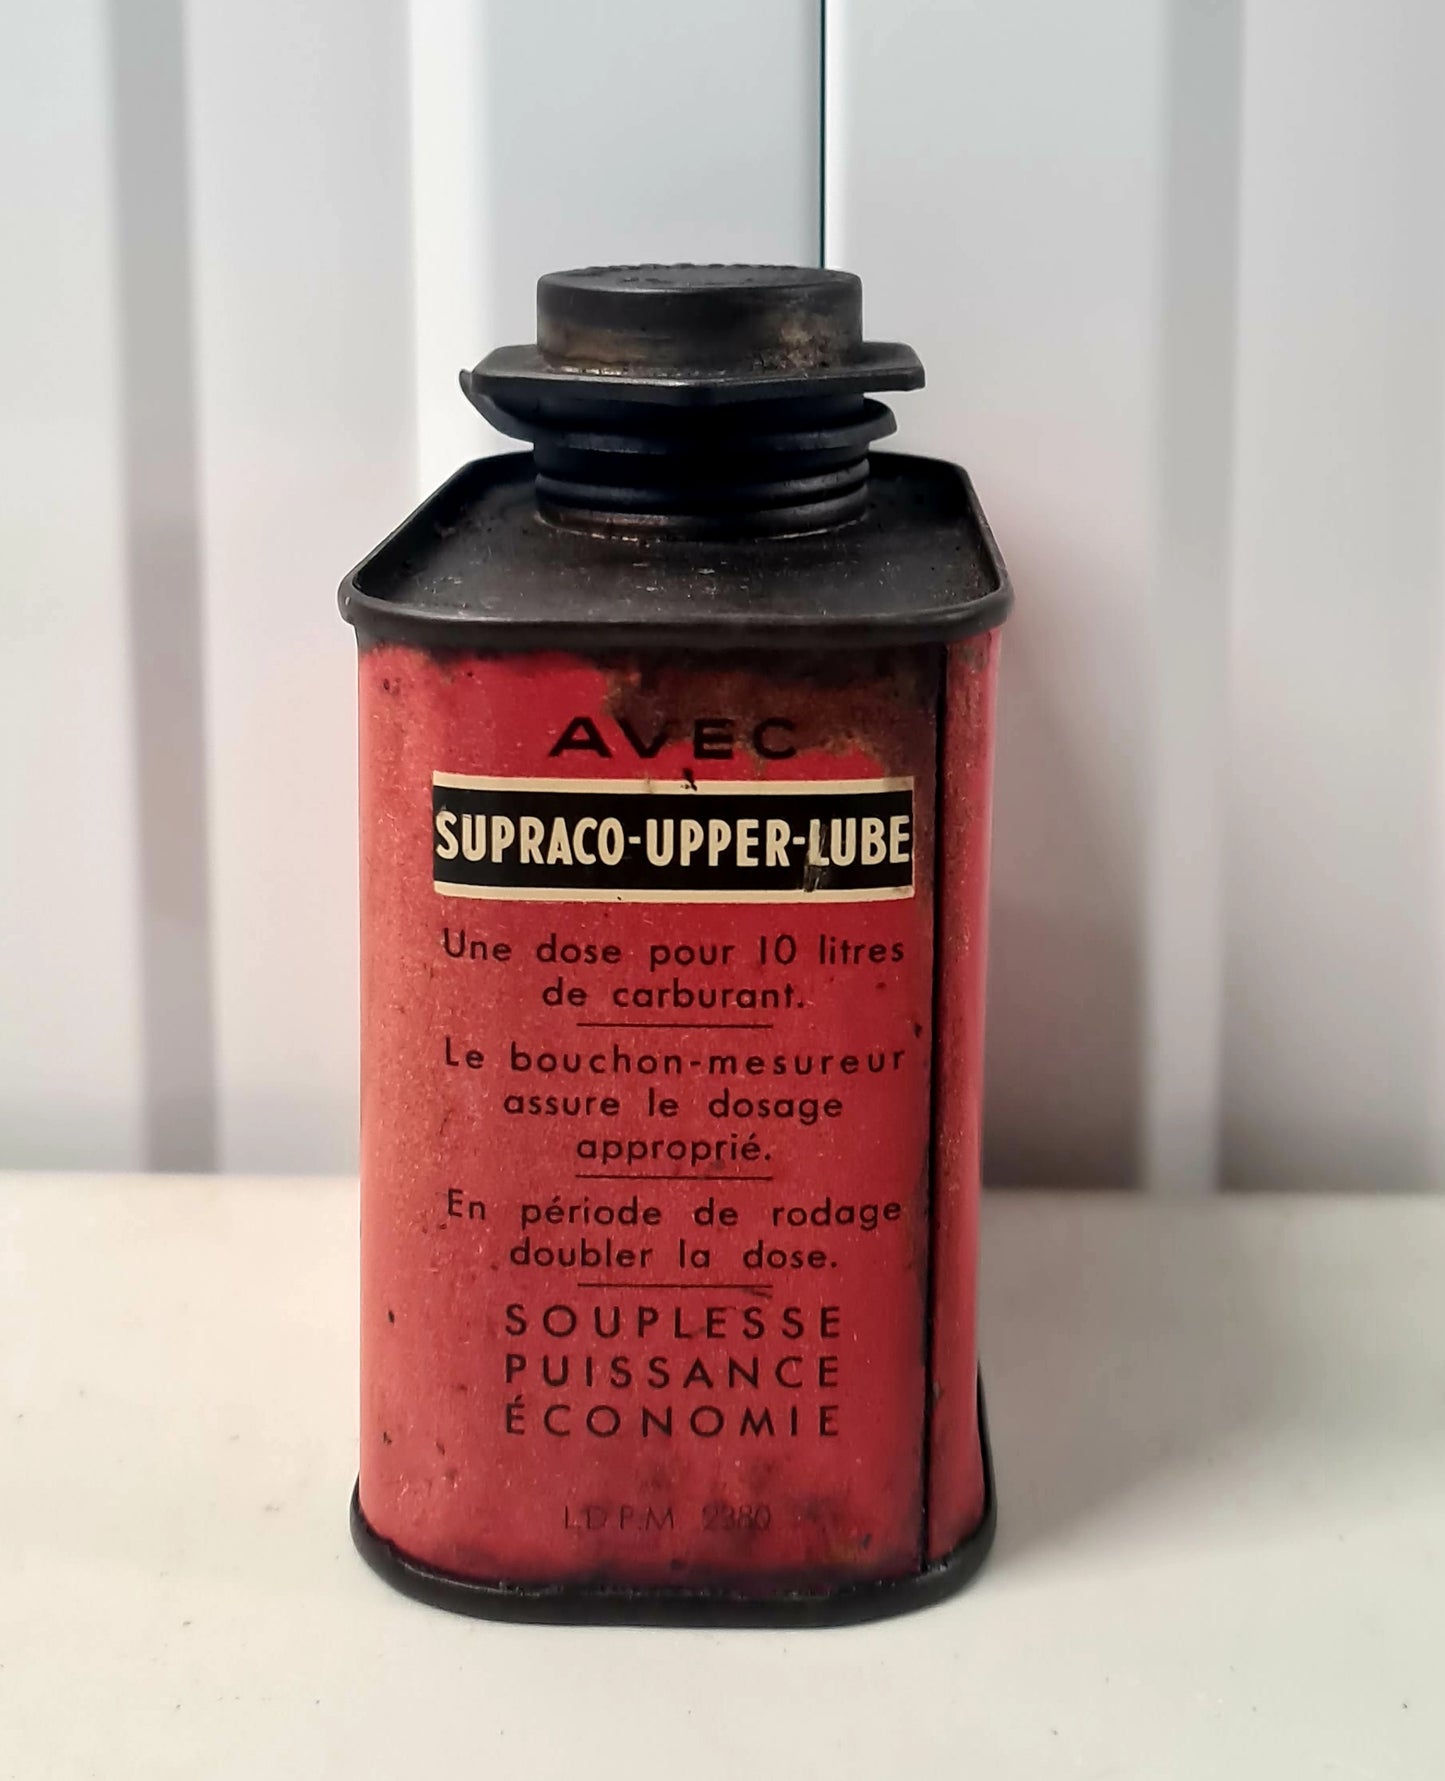 AVEC
SUPRACO-UPPER-LUBE
Une dose pour 10 litres
de carburant.
Le bouchon-mesureur
assure le dosage
approprié.
En période de rodage
doubler la dose.
SOUPLESSE
PUISSANCE
ÉCONOMIE
I.D.P.M 2380